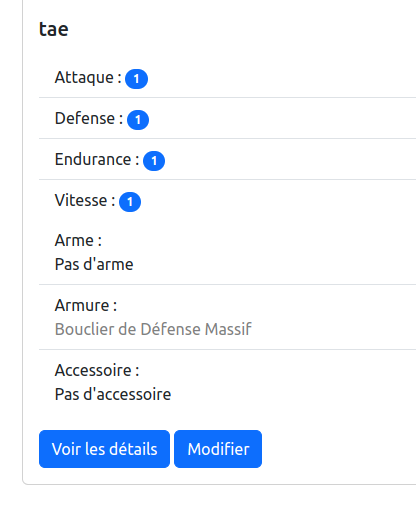 tae
Attaque : 1
Defense : 1
Endurance : 1
Vitesse : 1
Arme :
Pas d'arme
Armure :
Bouclier de Défense Massif
Accessoire :
Pas d'accessoire
Voir les détails Modifier